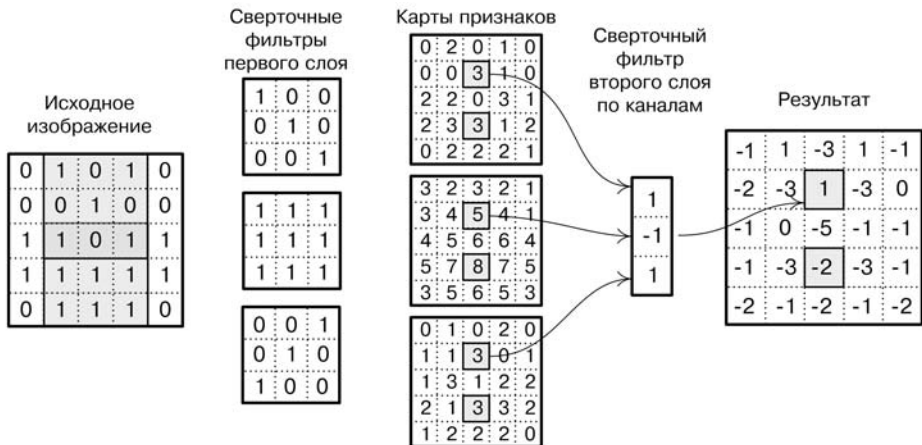 Исходное
изображение
0 1 0 1 0
0 0 1 0 0
1 1 0 1 1
1 1 1 1 1
0 1 1 1 0
Сверточные
фильтры
первого слоя
1 0 0
0 1 0
0 0 1
1 1 1
1 1 1
1 1 1
0 0 1
0 1 0
1 0 0
Карты признаков
0 2 0 1 0
0 0 3 1 0
2 2 0 3 1
2 3 3 1 2
0 2 2 2 1
3 2 3 2 1
3 4 5 4 1
4 5 6 6 4
5 7 8 7 5
3 5 6 5 3
0 1 0 2 0
1 1 3 0 1
1 3 1 2 2
2 1 3 3 2
1 2 2 2 0
Сверточный
фильтр
второго слоя
по каналам
1
-1
1
Результат
-1 1 -3 1 -1
-2 -3 1 -3 0
-1 0 -5 -1 -1
-1 -3 -2 -3 -1
-2 -1 -2 -1 -2